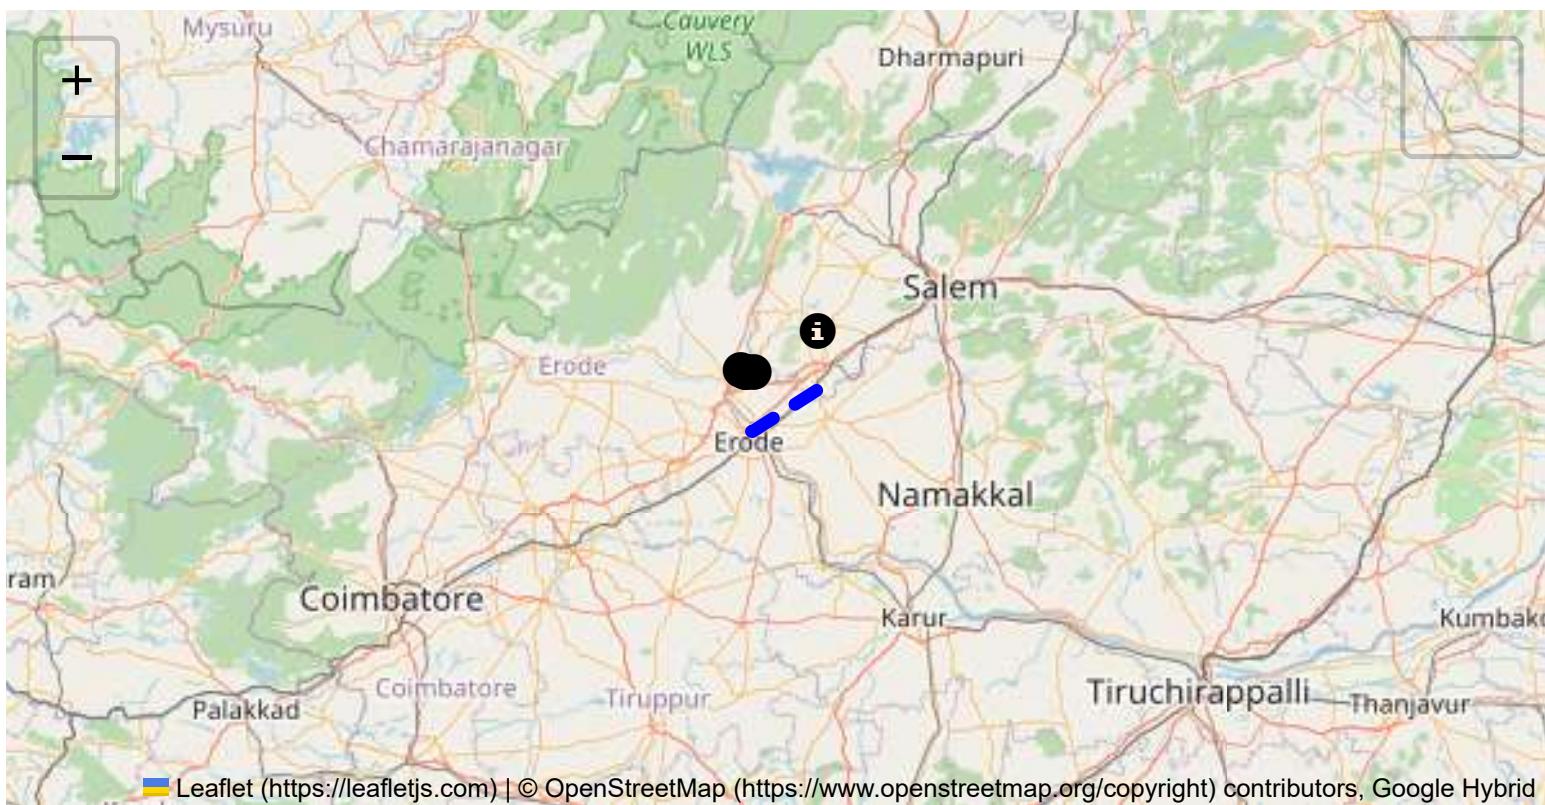 Mysuru
Cauvery
WLS
Dharmapuri
+
Chamarajanagar
−
Salem
i
Erode
Erode
Namakkal
ram
Coimbatore
Karur
Kumbako
Coimbatore
Tiruppur
Tiruchirappalli
Thanjavur
Palakkad
Leaflet (https://leafletjs.com) | © OpenStreetMap (https://www.openstreetmap.org/copyright) contributors, Google Hybrid